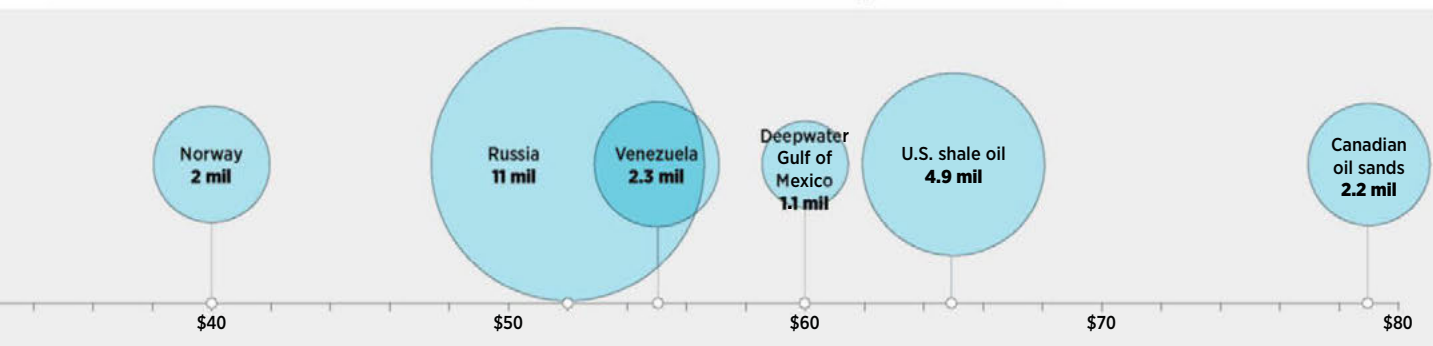 Norway
2 mil
Russia
11 mil
Venezuela
2.3 mil
Deepwater
Gulf of
Mexico
1.1 mil
U.S. shale oil
4.9 mil
Canadian
oil sands
2.2 mil
$40
$50
$60
$70
$80